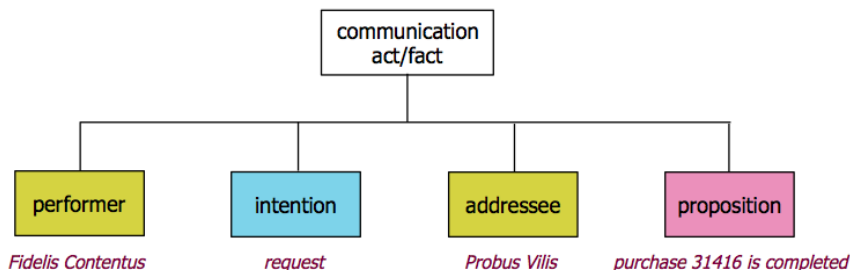 communication
act/fact
performer
intention
addressee
proposition
Fidelis Contentus
request
Probus Vilis
purchase 31416 is completed